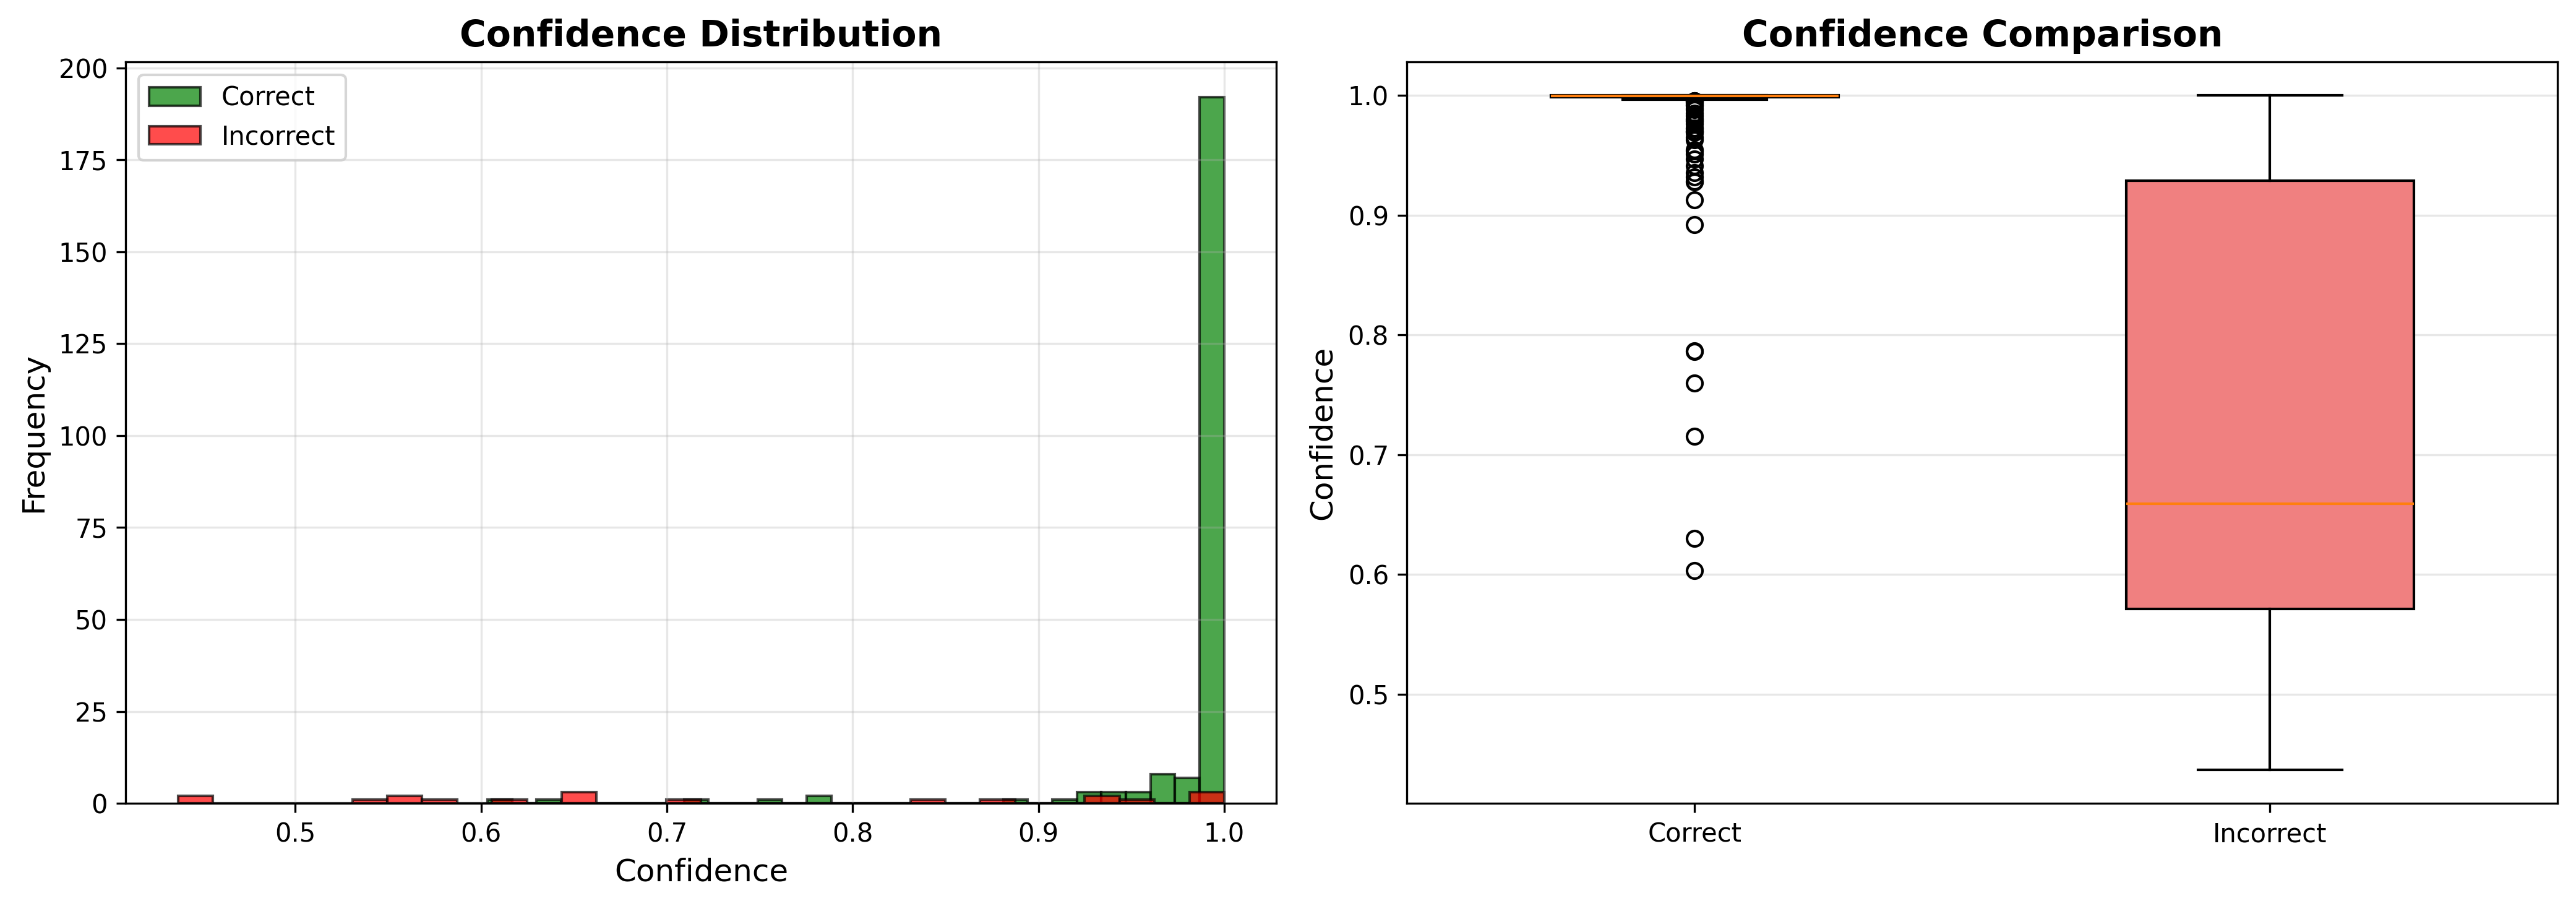 Confidence Distribution
200
175
150
125
100
75
50
25
0
Frequency
Correct
Incorrect
0.5 0.6 0.7 0.8 0.9 1.0
Confidence
Confidence Comparison
1.0
0.9
0.8
0.7
0.6
0.5
Confidence
Correct Incorrect